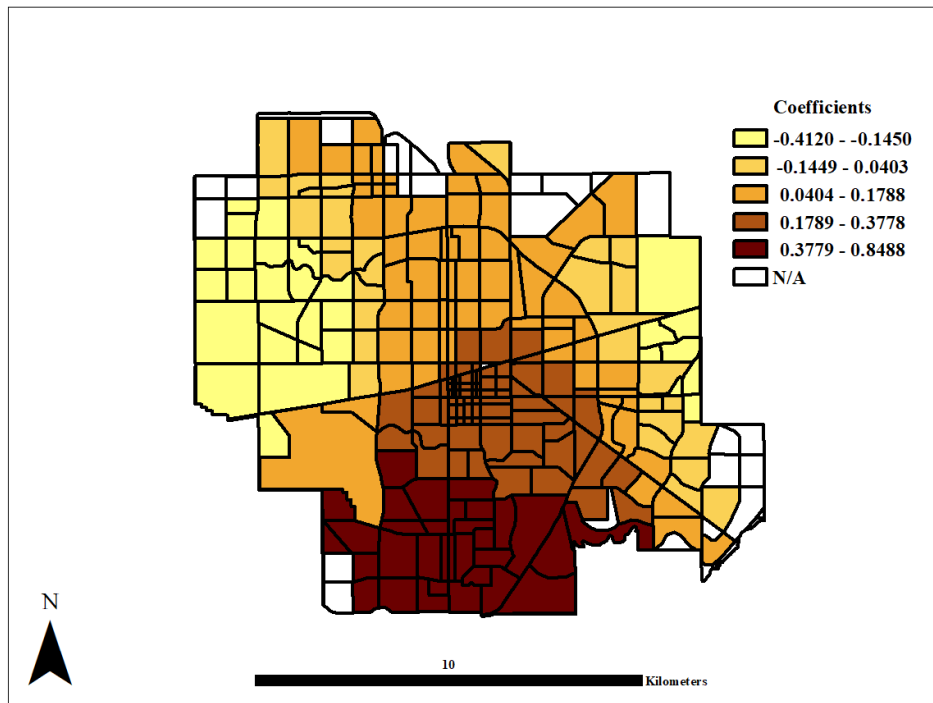 Coefficients
-0.4120 - -0.1450
-0.1449 - 0.0403
0.0404 - 0.1788
0.1789 - 0.3778
0.3779 - 0.8488
N/A
N
10
Kilometers